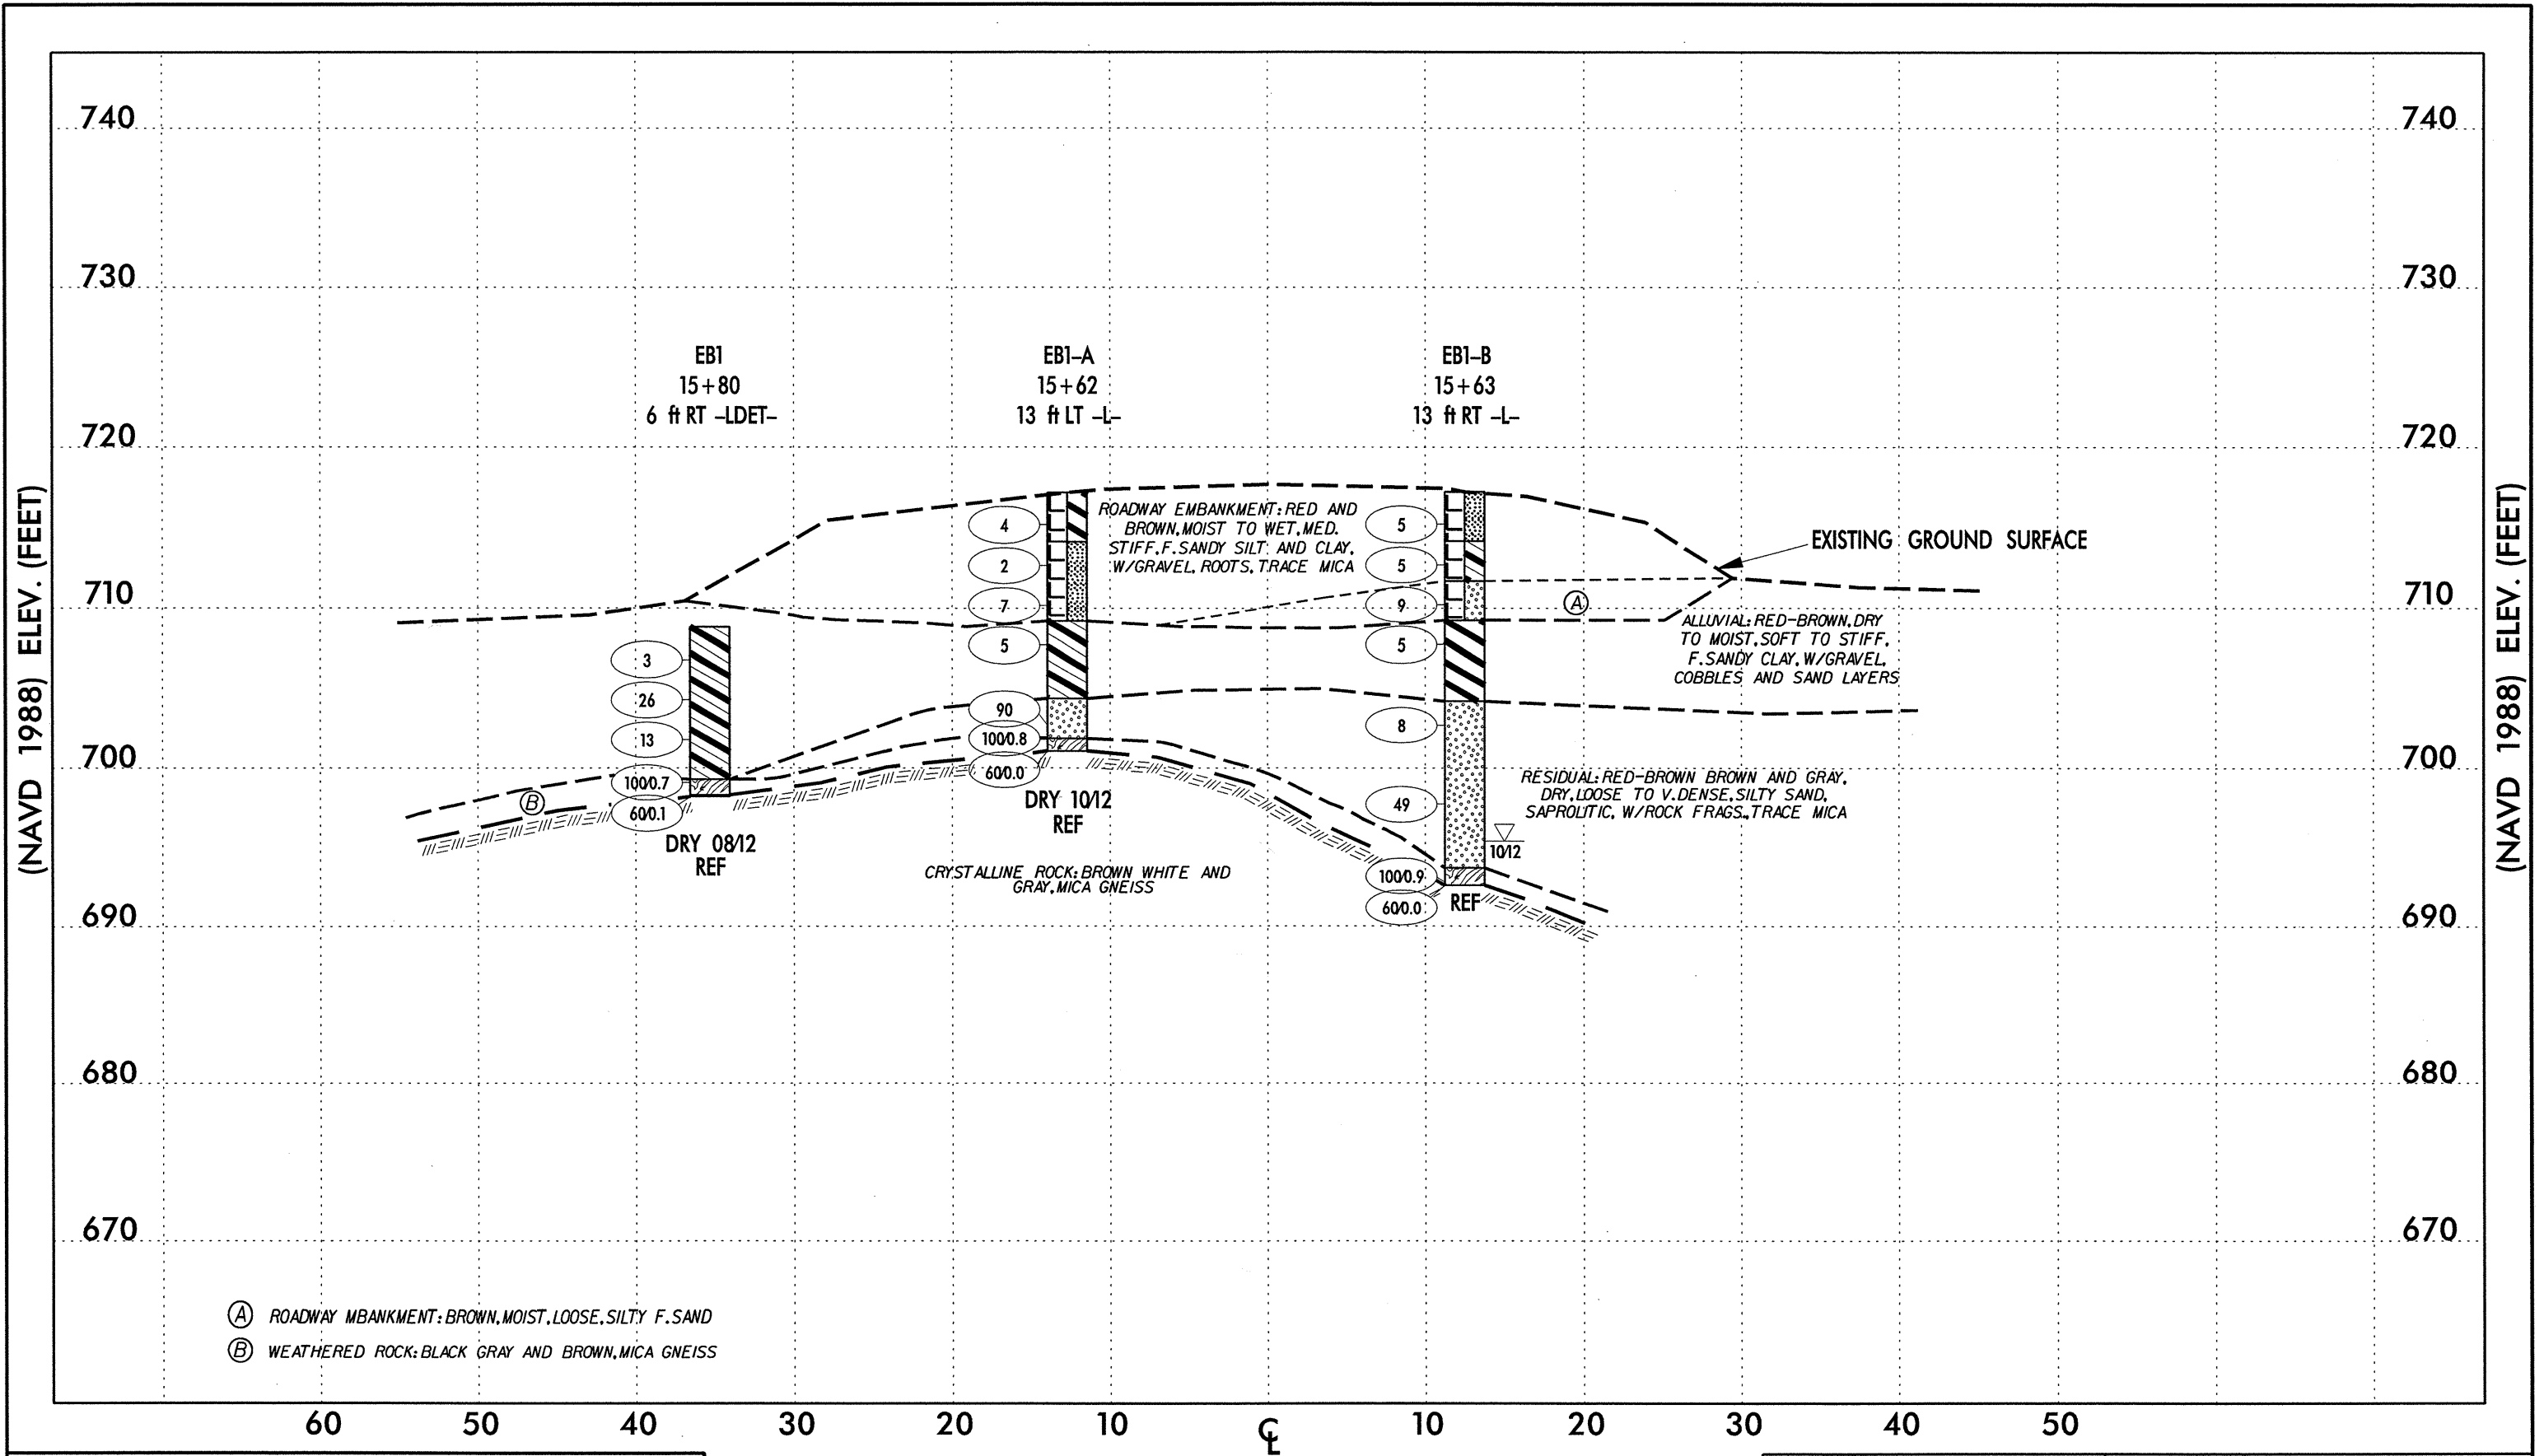 740 740
730 730
EB1
15+80
6 ft RT -LDET-
EB1-A
15+62
13 ft LT -L-
EB1-B
15+63
13 ft RT -L-
720 720
(NAVD 1988) ELEV. (FEET)
(NAVD 1988) ELEV. (FEET)
4
2
7
5
90
100/0.8
60/0.0
DRY 10/12
REF
ROADWAY EMBANKMENT: RED AND
BROWN, MOIST TO WET, MED.
STIFF, F. SANDY SILT AND CLAY,
W/GRAVEL, ROOTS, TRACE MICA
5
5
9
5
8
49
100/0.9
60/0.0
REF
10/12
EXISTING GROUND SURFACE
710 710
A
ALLUVIAL: RED-BROWN, DRY
TO MOIST, SOFT TO STIFF,
F. SANDY CLAY, W/GRAVEL,
COBBLES AND SAND LAYERS
3
26
13
100/0.7
60/0.1
DRY 08/12
REF
700 700
B
RESIDUAL: RED-BROWN BROWN AND GRAY,
DRY, LOOSE TO V. DENSE, SILTY SAND,
SAPROLITIC, W/ROCK FRAGS., TRACE MICA
CRYSTALLINE ROCK: BROWN WHITE AND
GRAY, MICA GNEISS
690 690
680 680
670 670
A ROADWAY MBANKMENT: BROWN, MOIST, LOOSE, SILTY F. SAND
B WEATHERED ROCK: BLACK GRAY AND BROWN, MICA GNEISS
60 50 40 30 20 10 ℄ 10 20 30 40 50